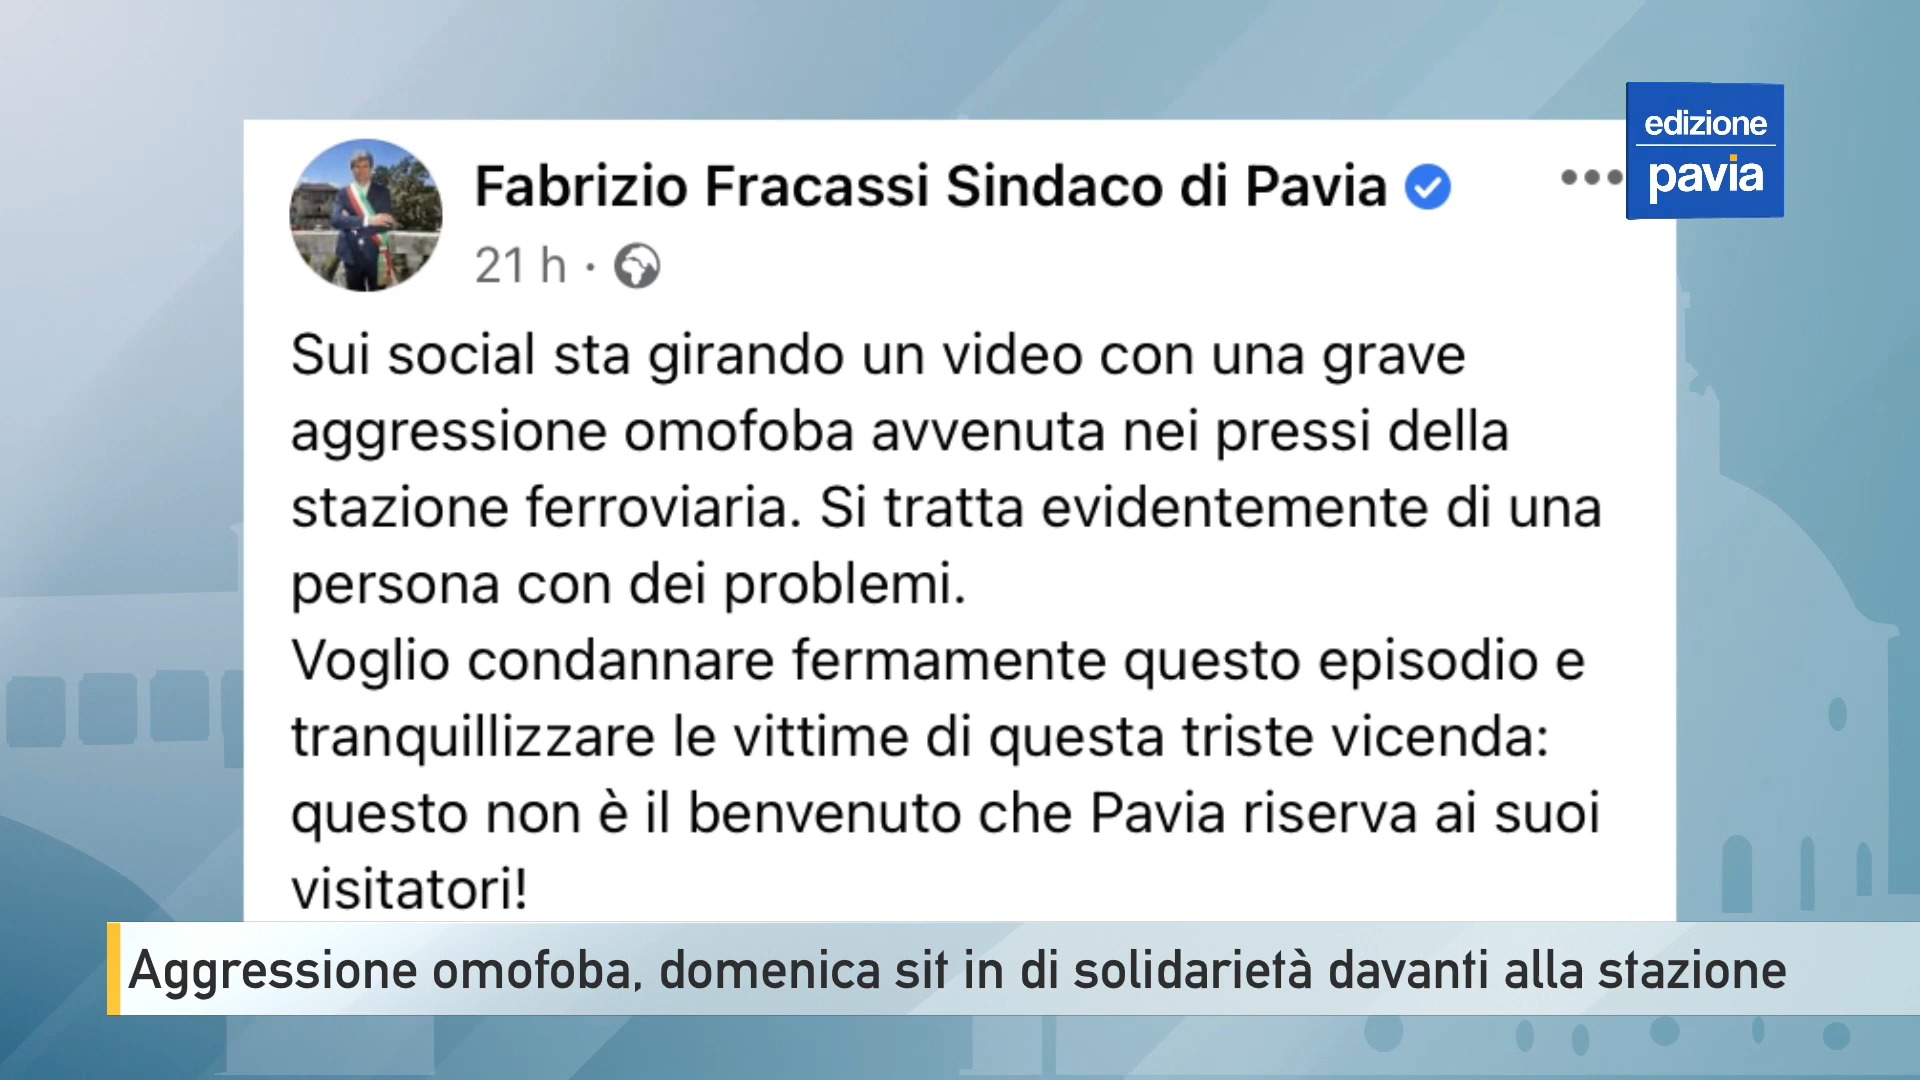 edizione
pavia
Fabrizio Fracassi Sindaco di Pavia
21 h ·
Sui social sta girando un video con una grave
aggressione omofoba avvenuta nei pressi della
stazione ferroviaria. Si tratta evidentemente di una
persona con dei problemi.
Voglio condannare fermamente questo episodio e
tranquillizzare le vittime di questa triste vicenda:
questo non è il benvenuto che Pavia riserva ai suoi
visitatori!
Aggressione omofoba, domenica sit in di solidarietà davanti alla stazione